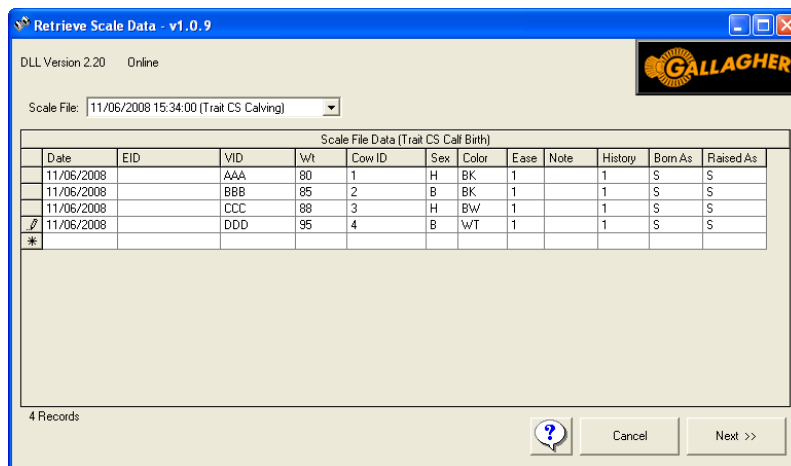 Retrieve Scale Data - v1.0.9
DLL Version 2.20 Online
GALLAGHER
Scale File: 11/06/2008 15:34:00 (Trait CS Calving)
Scale File Data (Trait CS Calf Birth)
Date EID VID Wt Cow ID Sex Color Ease Note History Born As Raised As
11/06/2008 AAA 80 1 H BK 1 1 S S
11/06/2008 BBB 85 2 B BK 1 1 S S
11/06/2008 CCC 88 3 H BW 1 1 S S
11/06/2008 DDD 95 4 B WT 1 1 S S
4 Records
Cancel
Next >>